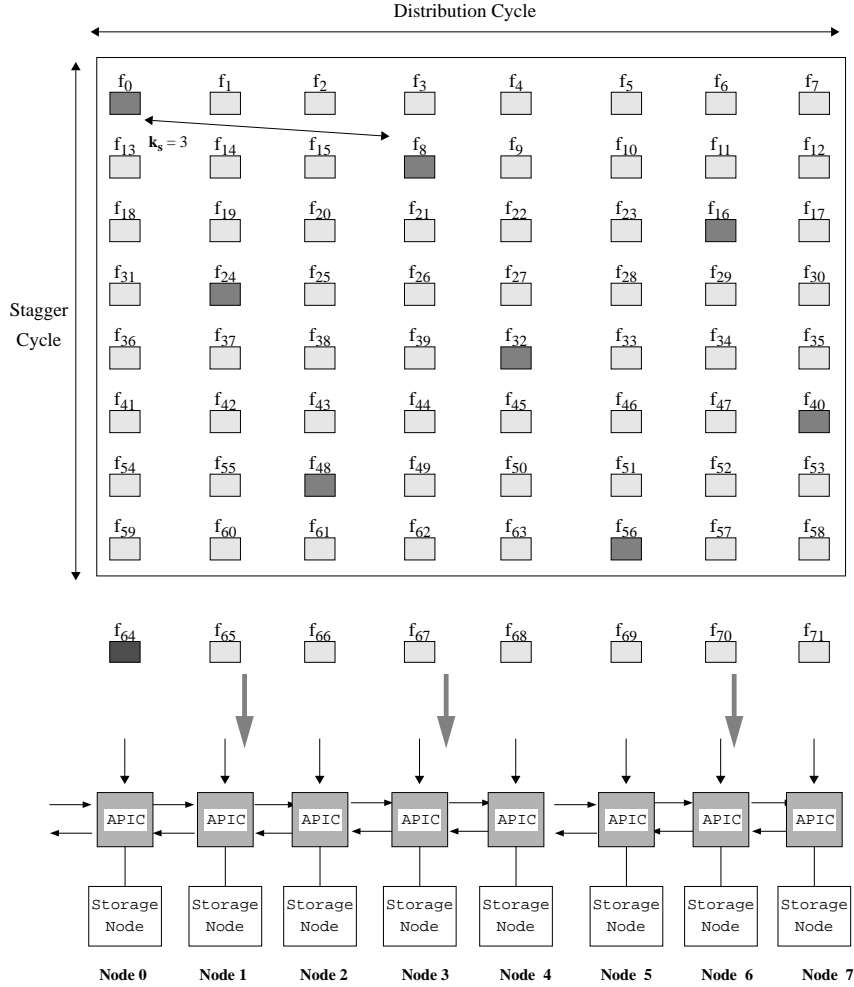 Distribution Cycle
f0 f1 f2 f3 f4 f5 f6 f7
ks = 3
f13 f14 f15 f8 f9 f10 f11 f12
f18 f19 f20 f21 f22 f23 f16 f17
f31 f24 f25 f26 f27 f28 f29 f30
Stagger
Cycle
f36 f37 f38 f39 f32 f33 f34 f35
f41 f42 f43 f44 f45 f46 f47 f40
f54 f55 f48 f49 f50 f51 f52 f53
f59 f60 f61 f62 f63 f56 f57 f58
f64 f65 f66 f67 f68 f69 f70 f71
APIC APIC APIC APIC APIC APIC APIC APIC
Storage Storage Storage Storage Storage Storage Storage Storage
Node Node Node Node Node Node Node Node
Node 0 Node 1 Node 2 Node 3 Node 4 Node 5 Node 6 Node 7